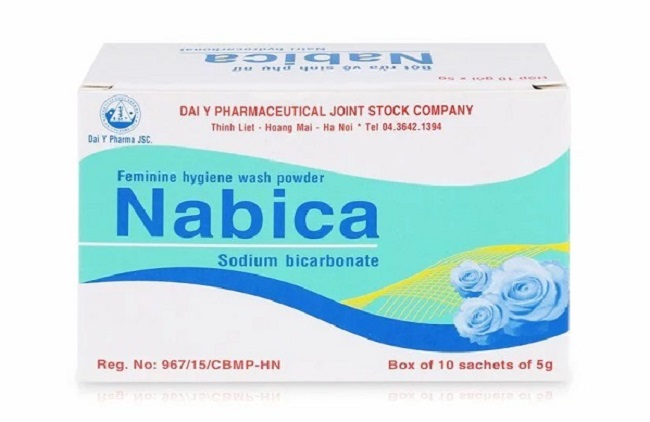 Bột rửa vệ sinh phụ nữ
Nabica
Natri hydrocarbonat
Hộp 10 gói x 5g
DAI Y PHARMACEUTICAL JOINT STOCK COMPANY
Thinh Liet - Hoang Mai - Ha Noi * Tel 04.3642.1394
Dai Y Pharma JSC.
Feminine hygiene wash powder
Nabica
Sodium bicarbonate
Reg. No: 967/15/CBMP-HN
Box of 10 sachets of 5g